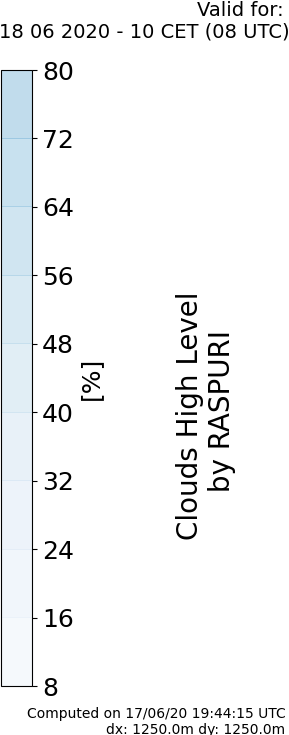 Valid for:
18 06 2020 - 10 CET (08 UTC)
80
72
64
56
48
40
32
24
16
8
[%]
Clouds High Level
by RASPURI
Computed on 17/06/20 19:44:15 UTC
dx: 1250.0m dy: 1250.0m